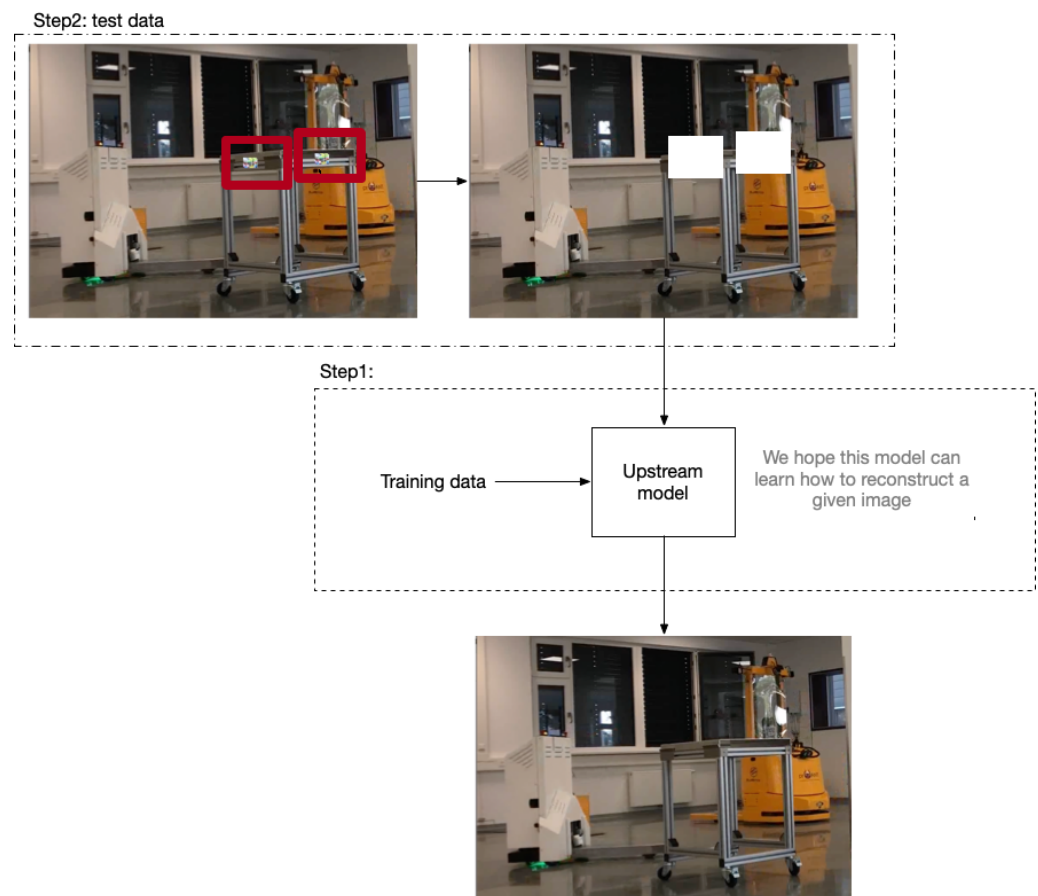 Step2: test data
Step1:
Training data
Upstream
model
We hope this model can
learn how to reconstruct a
given image